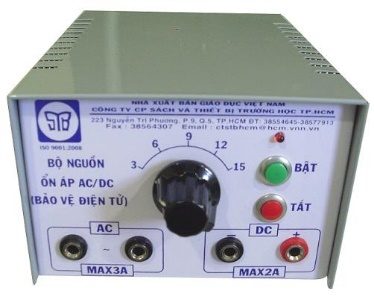 NHÀ XUẤT BẢN GIÁO DỤC VIỆT NAM
CÔNG TY CP SÁCH VÀ THIẾT BỊ TRƯỜNG HỌC TP.HCM
223 Nguyễn Tri Phương, P.9, Q.5, TP.HCM ĐT: 38554645-38577913
Fax : 38564307 Email : ctstbhcm@hcm.vnn.vn
STB
ISO 9001:2008
BỘ NGUỒN
ỔN ÁP AC/DC
(BẢO VỆ ĐIỆN TỬ)
3 6 9 12 15
BẬT
TẮT
AC
~
MAX3A
DC
– +
MAX2A